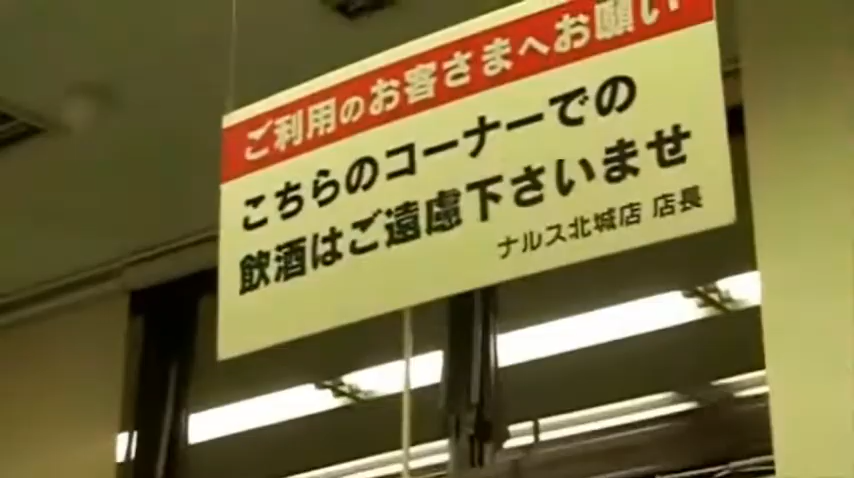 ご利用のお客さまへお願い
こちらのコーナーでの
飲酒はご遠慮下さいませ
ナルス北城店 店長